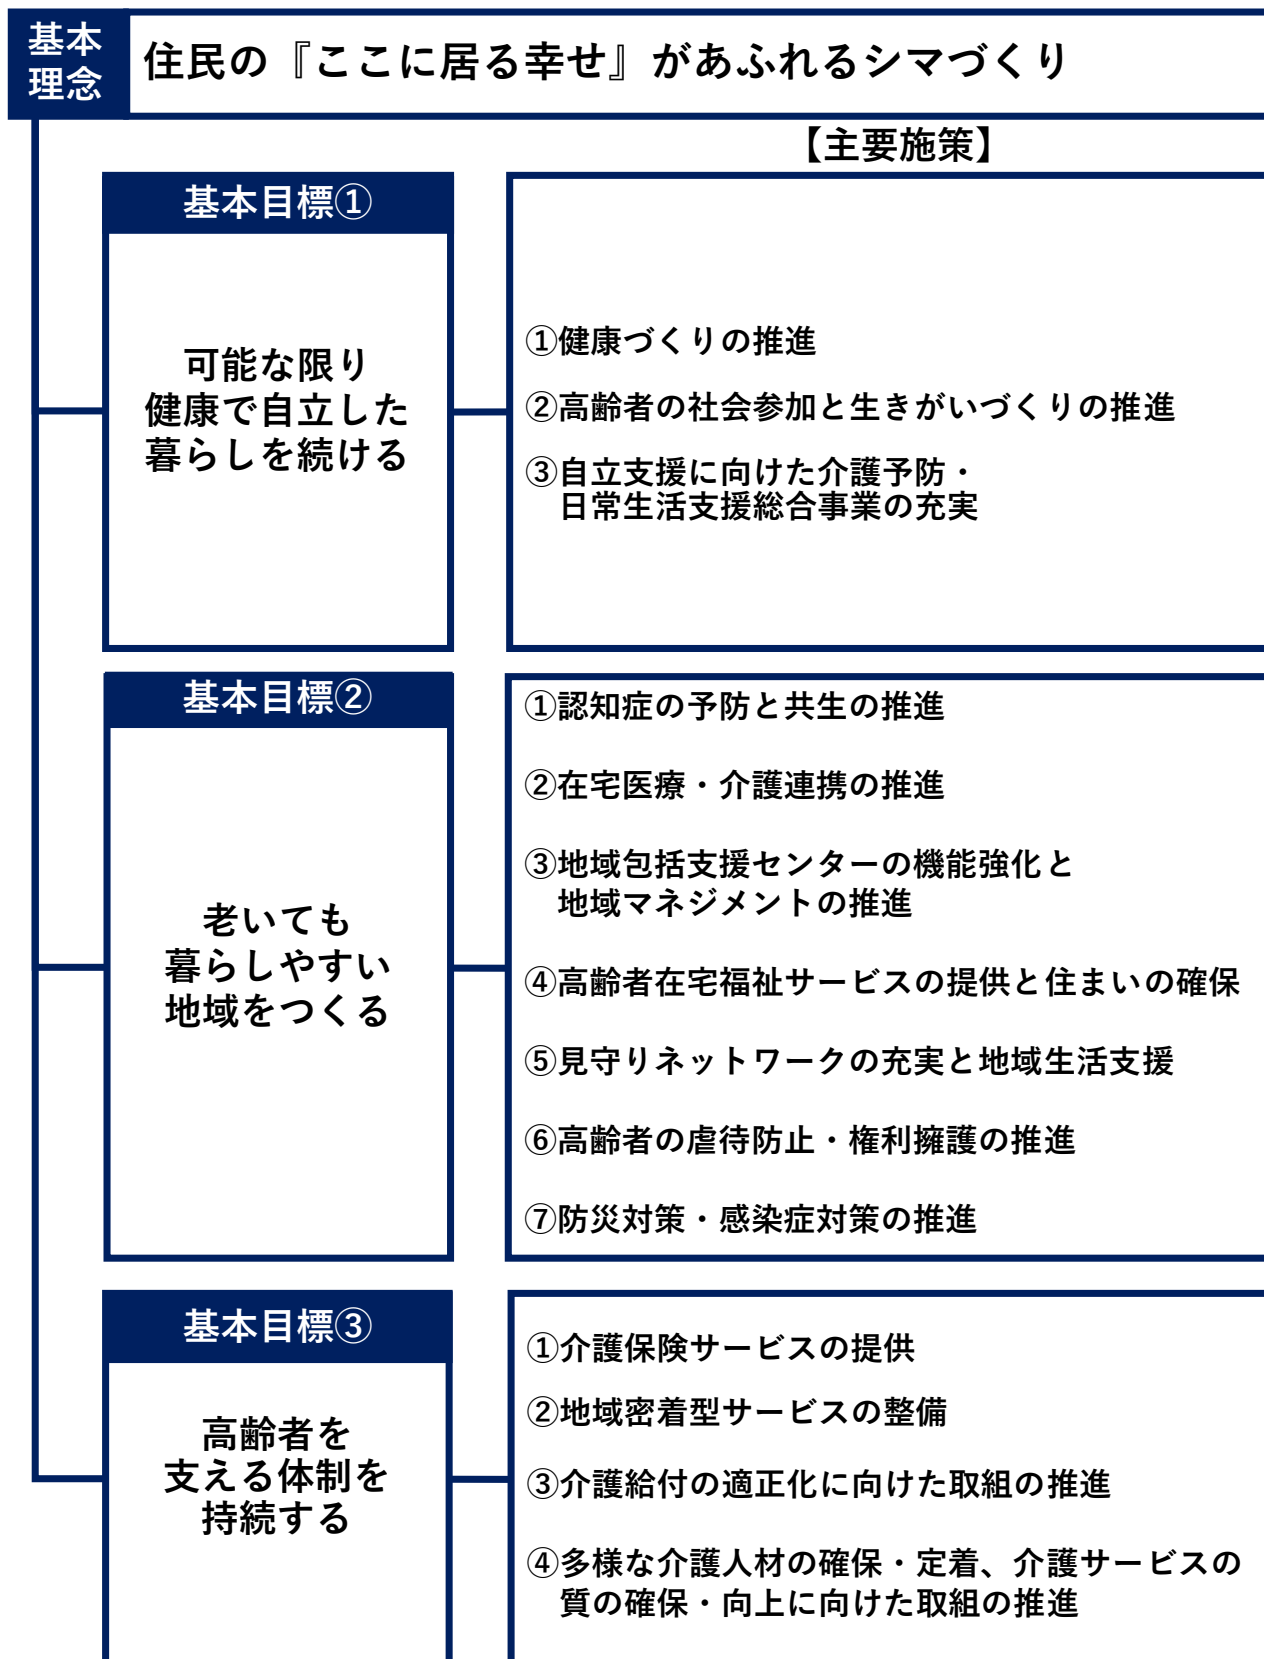 基本
理念
住民の『ここに居る幸せ』があふれるシマづくり
【主要施策】
基本目標①
可能な限り
健康で自立した
暮らしを続ける
①健康づくりの推進
②高齢者の社会参加と生きがいづくりの推進
③自立支援に向けた介護予防・
日常生活支援総合事業の充実
基本目標②
老いても
暮らしやすい
地域をつくる
①認知症の予防と共生の推進
②在宅医療・介護連携の推進
③地域包括支援センターの機能強化と
地域マネジメントの推進
④高齢者在宅福祉サービスの提供と住まいの確保
⑤見守りネットワークの充実と地域生活支援
⑥高齢者の虐待防止・権利擁護の推進
⑦防災対策・感染症対策の推進
基本目標③
高齢者を
支える体制を
持続する
①介護保険サービスの提供
②地域密着型サービスの整備
③介護給付の適正化に向けた取組の推進
④多様な介護人材の確保・定着、介護サービスの
質の確保・向上に向けた取組の推進